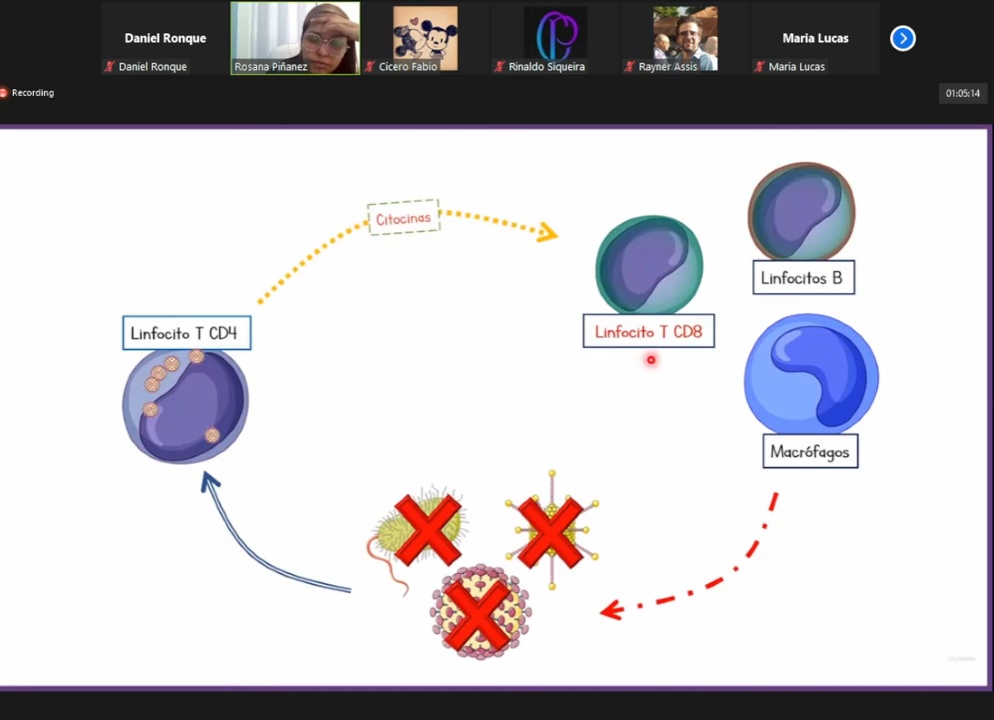 Daniel Ronque
Maria Lucas
Daniel Ronque
Rosana Piñanez
Cicero Fabio
Rinaldo Siqueira
Rayner Assis
Maria Lucas
Recording
01:05:14
Citocinas
Linfocitos B
Linfocito T CD4
Linfocito T CD8
Macrófagos